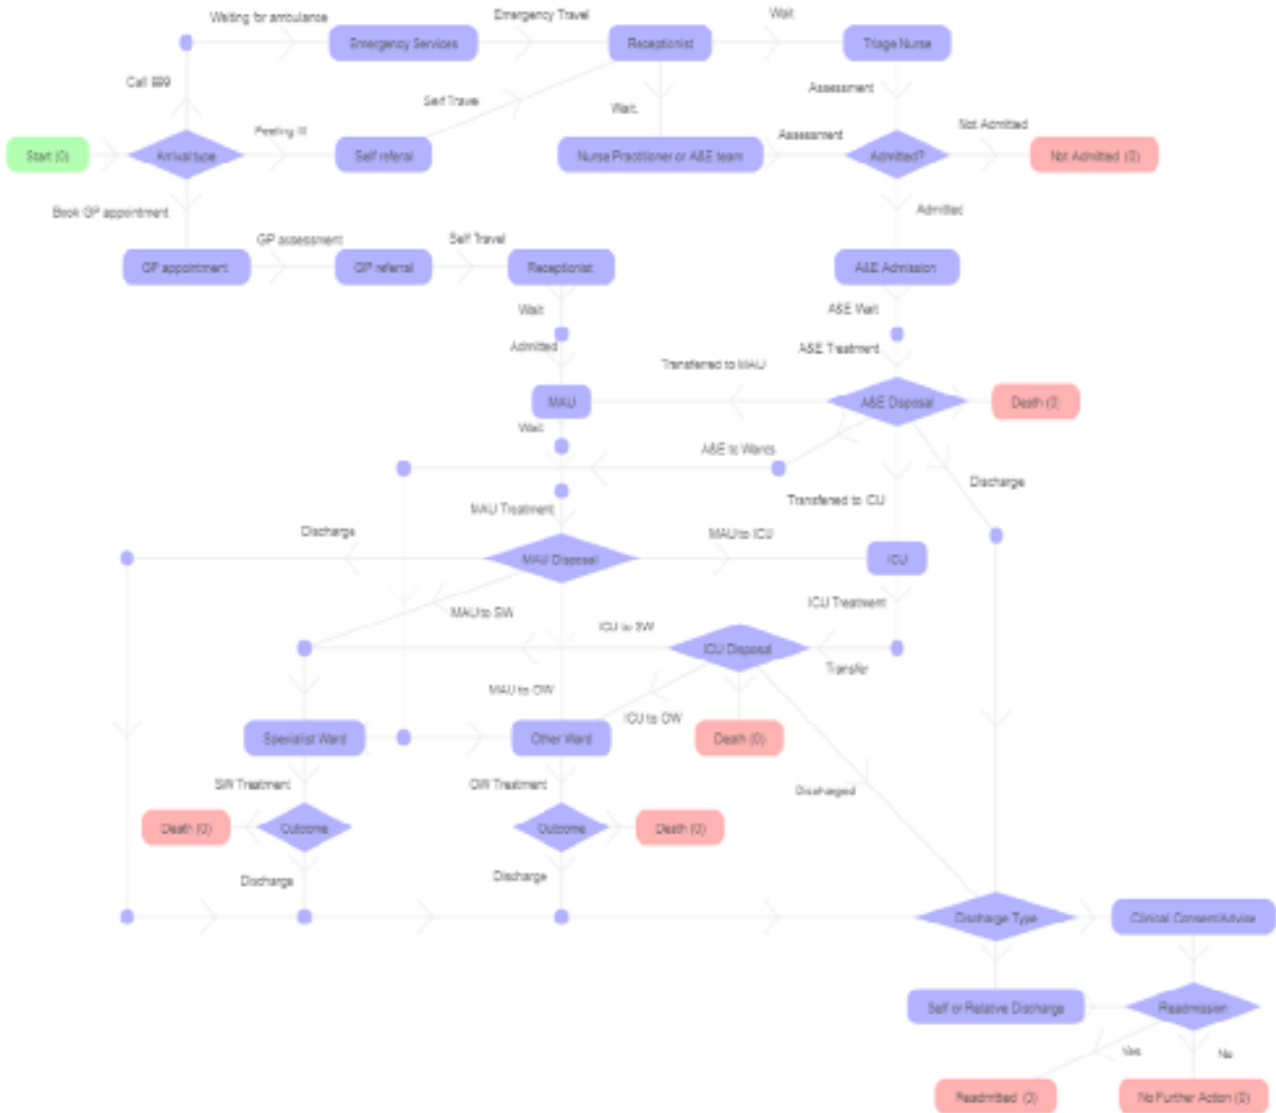 Waiting for ambulance
Emergency Travel
Wait
Emergency Services
Receptionist
Triage Nurse
Call 999
Self Travel
Wait.
Assessment
Feeling Ill
Assessment
Not Admitted
Start (0)
Arrival type
Self referal
Nurse Practitioner or A&E team
Admitted?
Not Admitted (0)
Book GP appointment
Admitted
GP assessment
Self Travel
GP appointment
GP referral
Receptionist
A&E Admission
Wait
A&E Wait
Admitted
A&E Treatment
Transferred to MAU
MAU
A&E Disposal
Death (0)
Wait
A&E to Wards
Discharge
Transferred to ICU
MAU Treatment
Discharge
MAU to ICU
MAU Disposal
ICU
ICU Treatment
MAU to SW
ICU to SW
ICU Disposal
Transfer
MAU to OW
ICU to OW
Specialist Ward
Other Ward
Death (0)
SW Treatment
OW Treatment
Discharged
Death (0)
Outcome
Outcome
Death (0)
Discharge
Discharge
Discharge Type
Clinical Consent/Advise
Self or Relative Discharge
Readmission
Yes
No
Readmitted (0)
No Further Action (0)